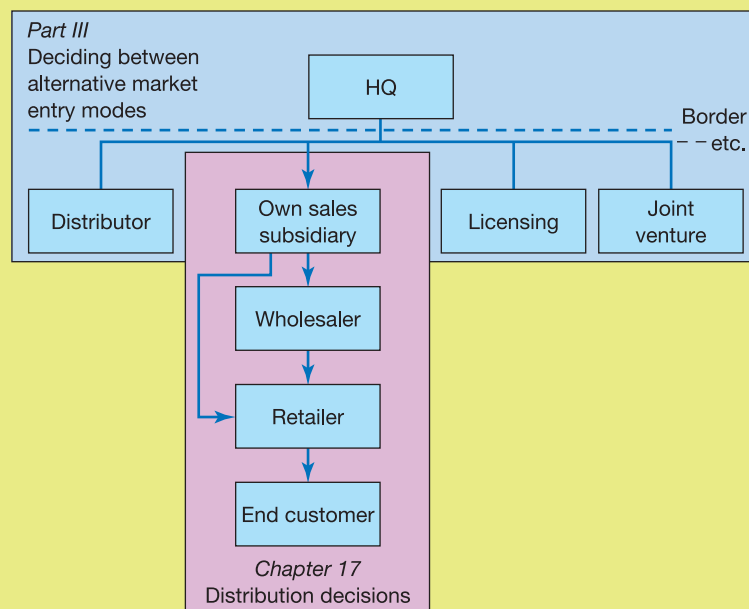 Part III
Deciding between
alternative market
entry modes
HQ
Border
etc.
Distributor
Own sales
subsidiary
Licensing
Joint
venture
Wholesaler
Retailer
End customer
Chapter 17
Distribution decisions